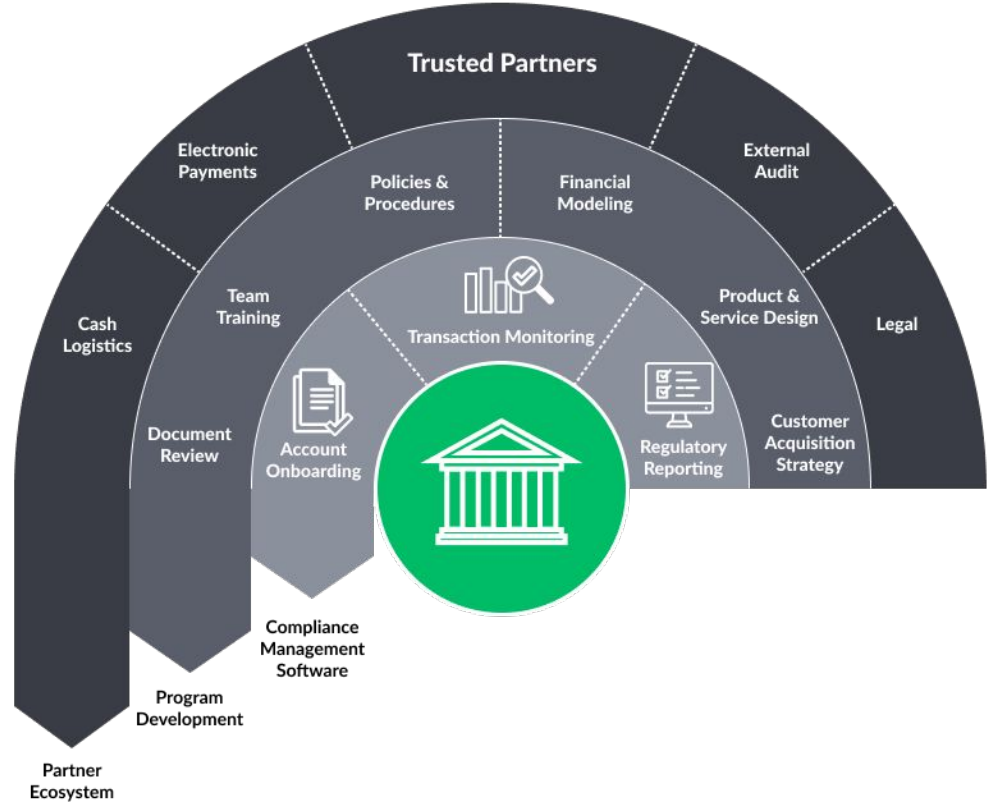 Trusted Partners
Electronic
Payments
External
Audit
Cash
Logistics
Legal
Policies &
Procedures
Financial
Modeling
Team
Training
Product &
Service Design
Document
Review
Customer
Acquisition
Strategy
Transaction Monitoring
Account
Onboarding
Regulatory
Reporting
Compliance
Management
Software
Program
Development
Partner
Ecosystem